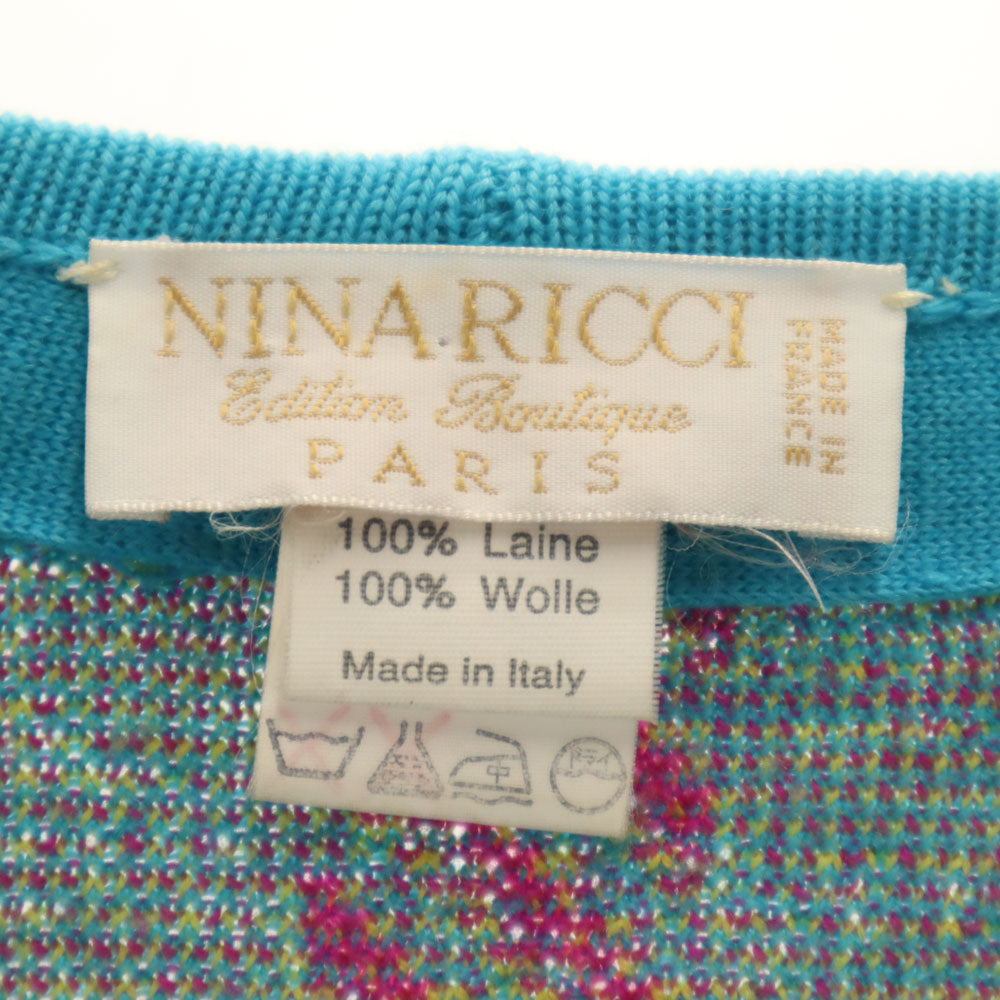 NINA RICCI
Edition Boutique
PARIS
MADE IN
FRANCE
100% Laine
100% Wolle
Made in Italy